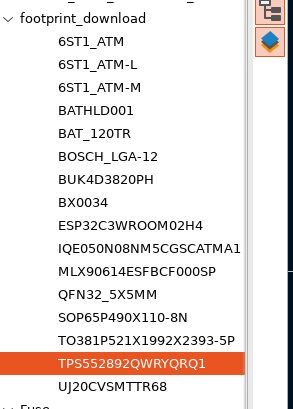 footprint_download
6ST1_ATM
6ST1_ATM-L
6ST1_ATM-M
BATHLD001
BAT_120TR
BOSCH_LGA-12
BUK4D3820PH
BX0034
ESP32C3WROOM02H4
IQE050N08NM5CGSCATMA1
MLX90614ESFBCF000SP
QFN32_5X5MM
SOP65P490X110-8N
TO381P521X1992X2393-5P
TPS552892QWRYQRQ1
UJ20CVSMTTR68